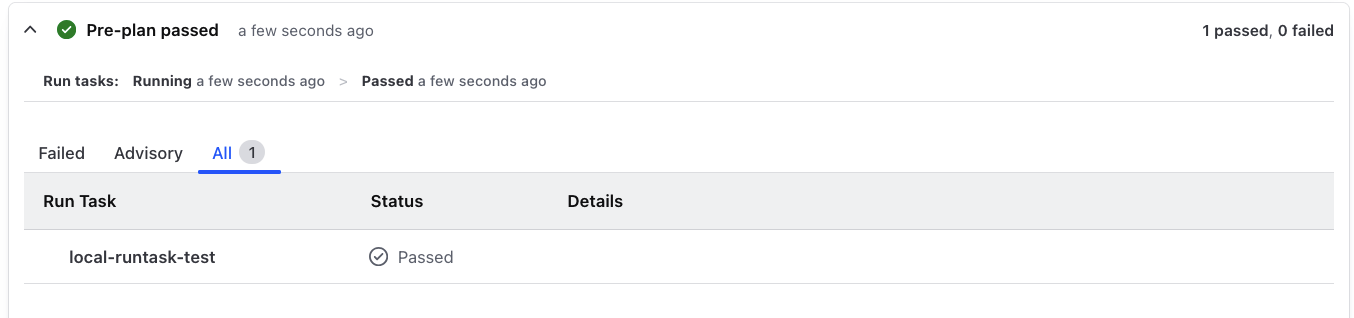 Pre-plan passed a few seconds ago 1 passed, 0 failed
Run tasks: Running a few seconds ago > Passed a few seconds ago
Failed Advisory All 1
Run Task Status Details
local-runtask-test Passed